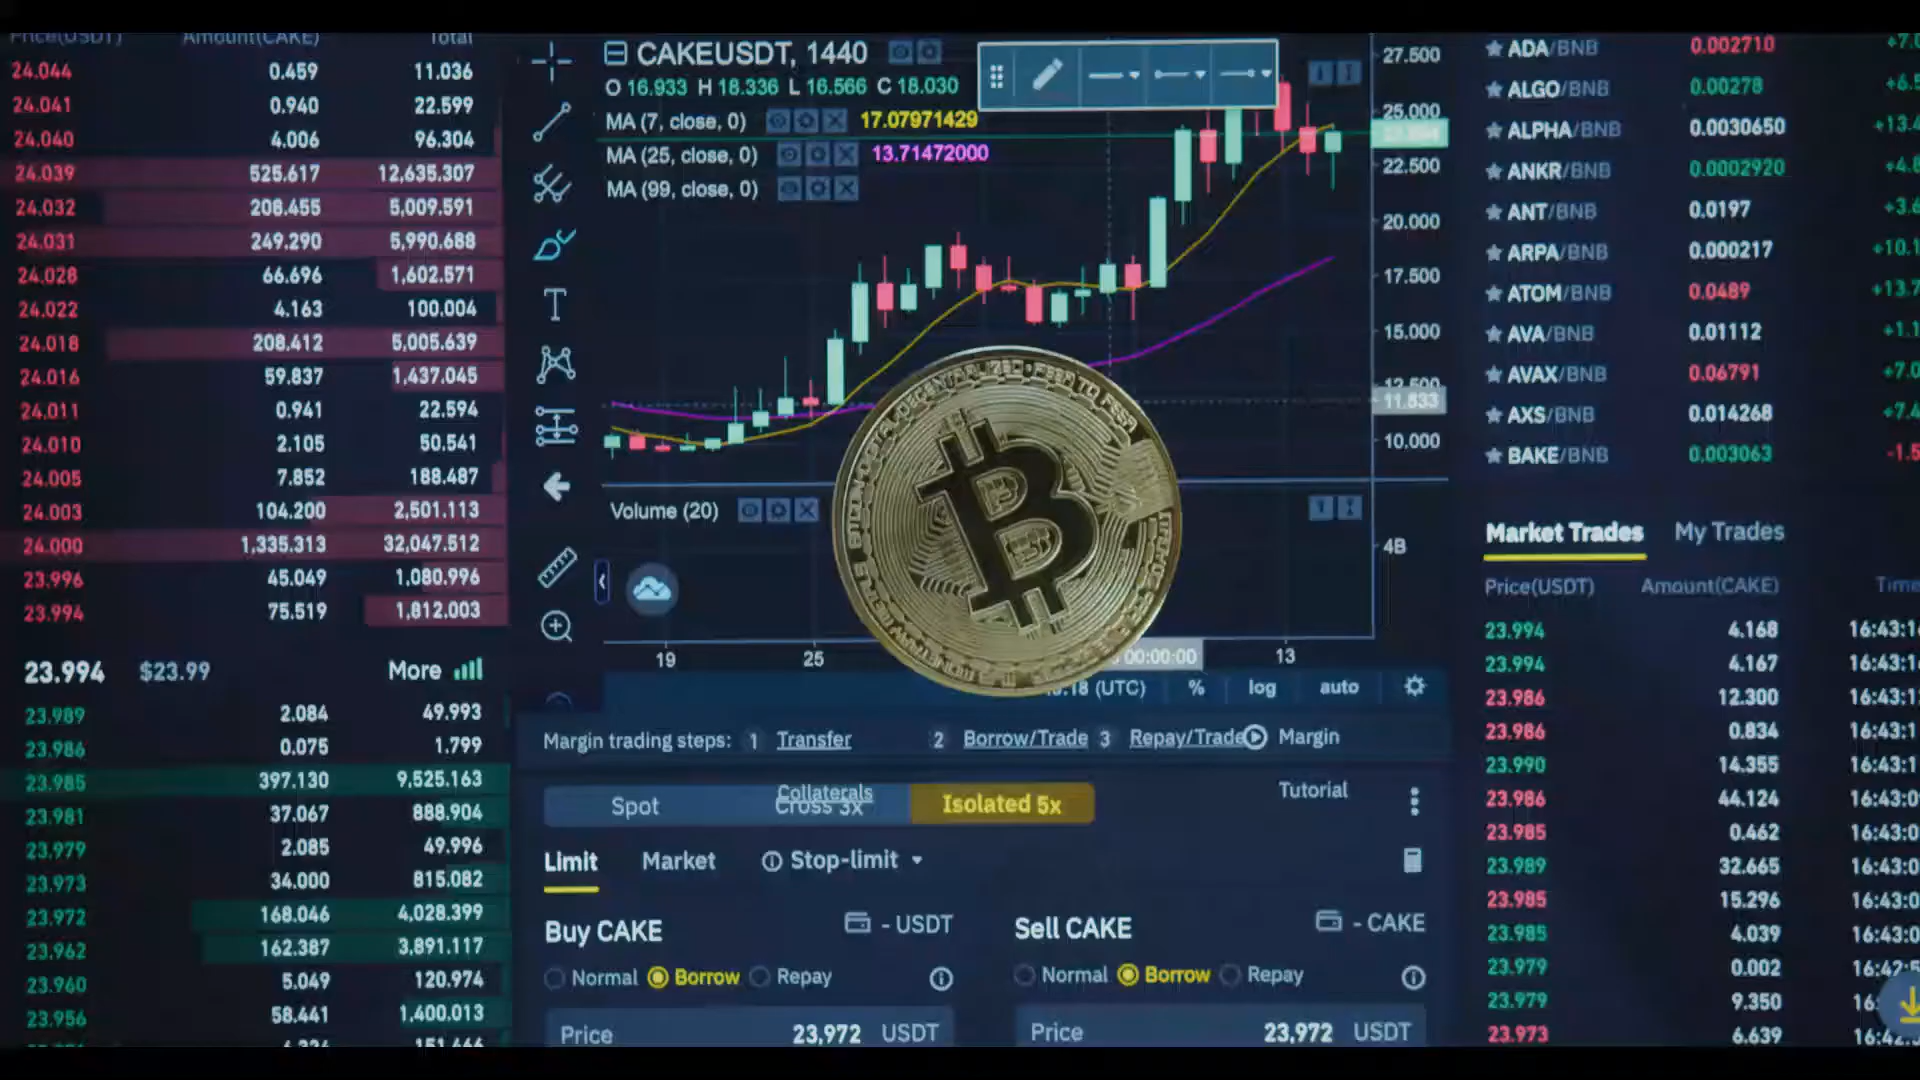 Price(USDT) Amount(CAKE) Total
24.044 0.459 11.036
24.041 0.940 22.599
24.040 4.006 96.304
24.039 525.617 12,635.307
24.032 208.455 5,009.591
24.031 249.290 5,990.688
24.028 66.696 1,602.571
24.022 4.163 100.004
24.018 208.412 5,005.639
24.016 59.837 1,437.045
24.011 0.941 22.594
24.010 2.105 50.541
24.005 7.852 188.487
24.003 104.200 2,501.113
24.000 1,335.313 32,047.512
23.996 45.049 1,080.996
23.994 75.519 1,812.003
23.994 $23.99 More
23.989 2.084 49.993
23.986 0.075 1.799
23.985 397.130 9,525.163
23.981 37.067 888.904
23.979 2.085 49.996
23.973 34.000 815.082
23.972 168.046 4,028.399
23.962 162.387 3,891.117
23.960 5.049 120.974
23.956 58.441 1,400.013
CAKEUSDT, 1440
O 16.933 H 18.336 L 16.566 C 18.030
MA (7, close, 0) 17.07971429
MA (25, close, 0) 13.71472000
MA (99, close, 0)
27.500
25.000
22.500
20.000
17.500
15.000
12.500
11.833
10.000
Volume (20)
4B
19 25 00:00:00 13
(UTC) % log auto
Margin trading steps: 1 Transfer 2 Borrow/Trade 3 Repay/Trade Margin
Collaterals Tutorial
Spot Cross 3x Isolated 5x
Limit Market Stop-limit
Buy CAKE - USDT
Normal Borrow Repay
Price 23,972 USDT
Sell CAKE - CAKE
Normal Borrow Repay
Price 23,972 USDT
ADA/BNB 0.002710
ALGO/BNB 0.00278
ALPHA/BNB 0.0030650
ANKR/BNB 0.0002920
ANT/BNB 0.0197
ARPA/BNB 0.000217
ATOM/BNB 0.0489
AVA/BNB 0.01112
AVAX/BNB 0.06791
AXS/BNB 0.014268
BAKE/BNB 0.003063
Market Trades My Trades
Price(USDT) Amount(CAKE) Time
23.994 4.168
23.994 4.167
23.986 12.300
23.986 0.834
23.990 14.355
23.986 44.124
23.985 0.462
23.989 32.665
23.985 15.296
23.985 4.039
23.979 0.002
23.979 9.350
23.973 6.639